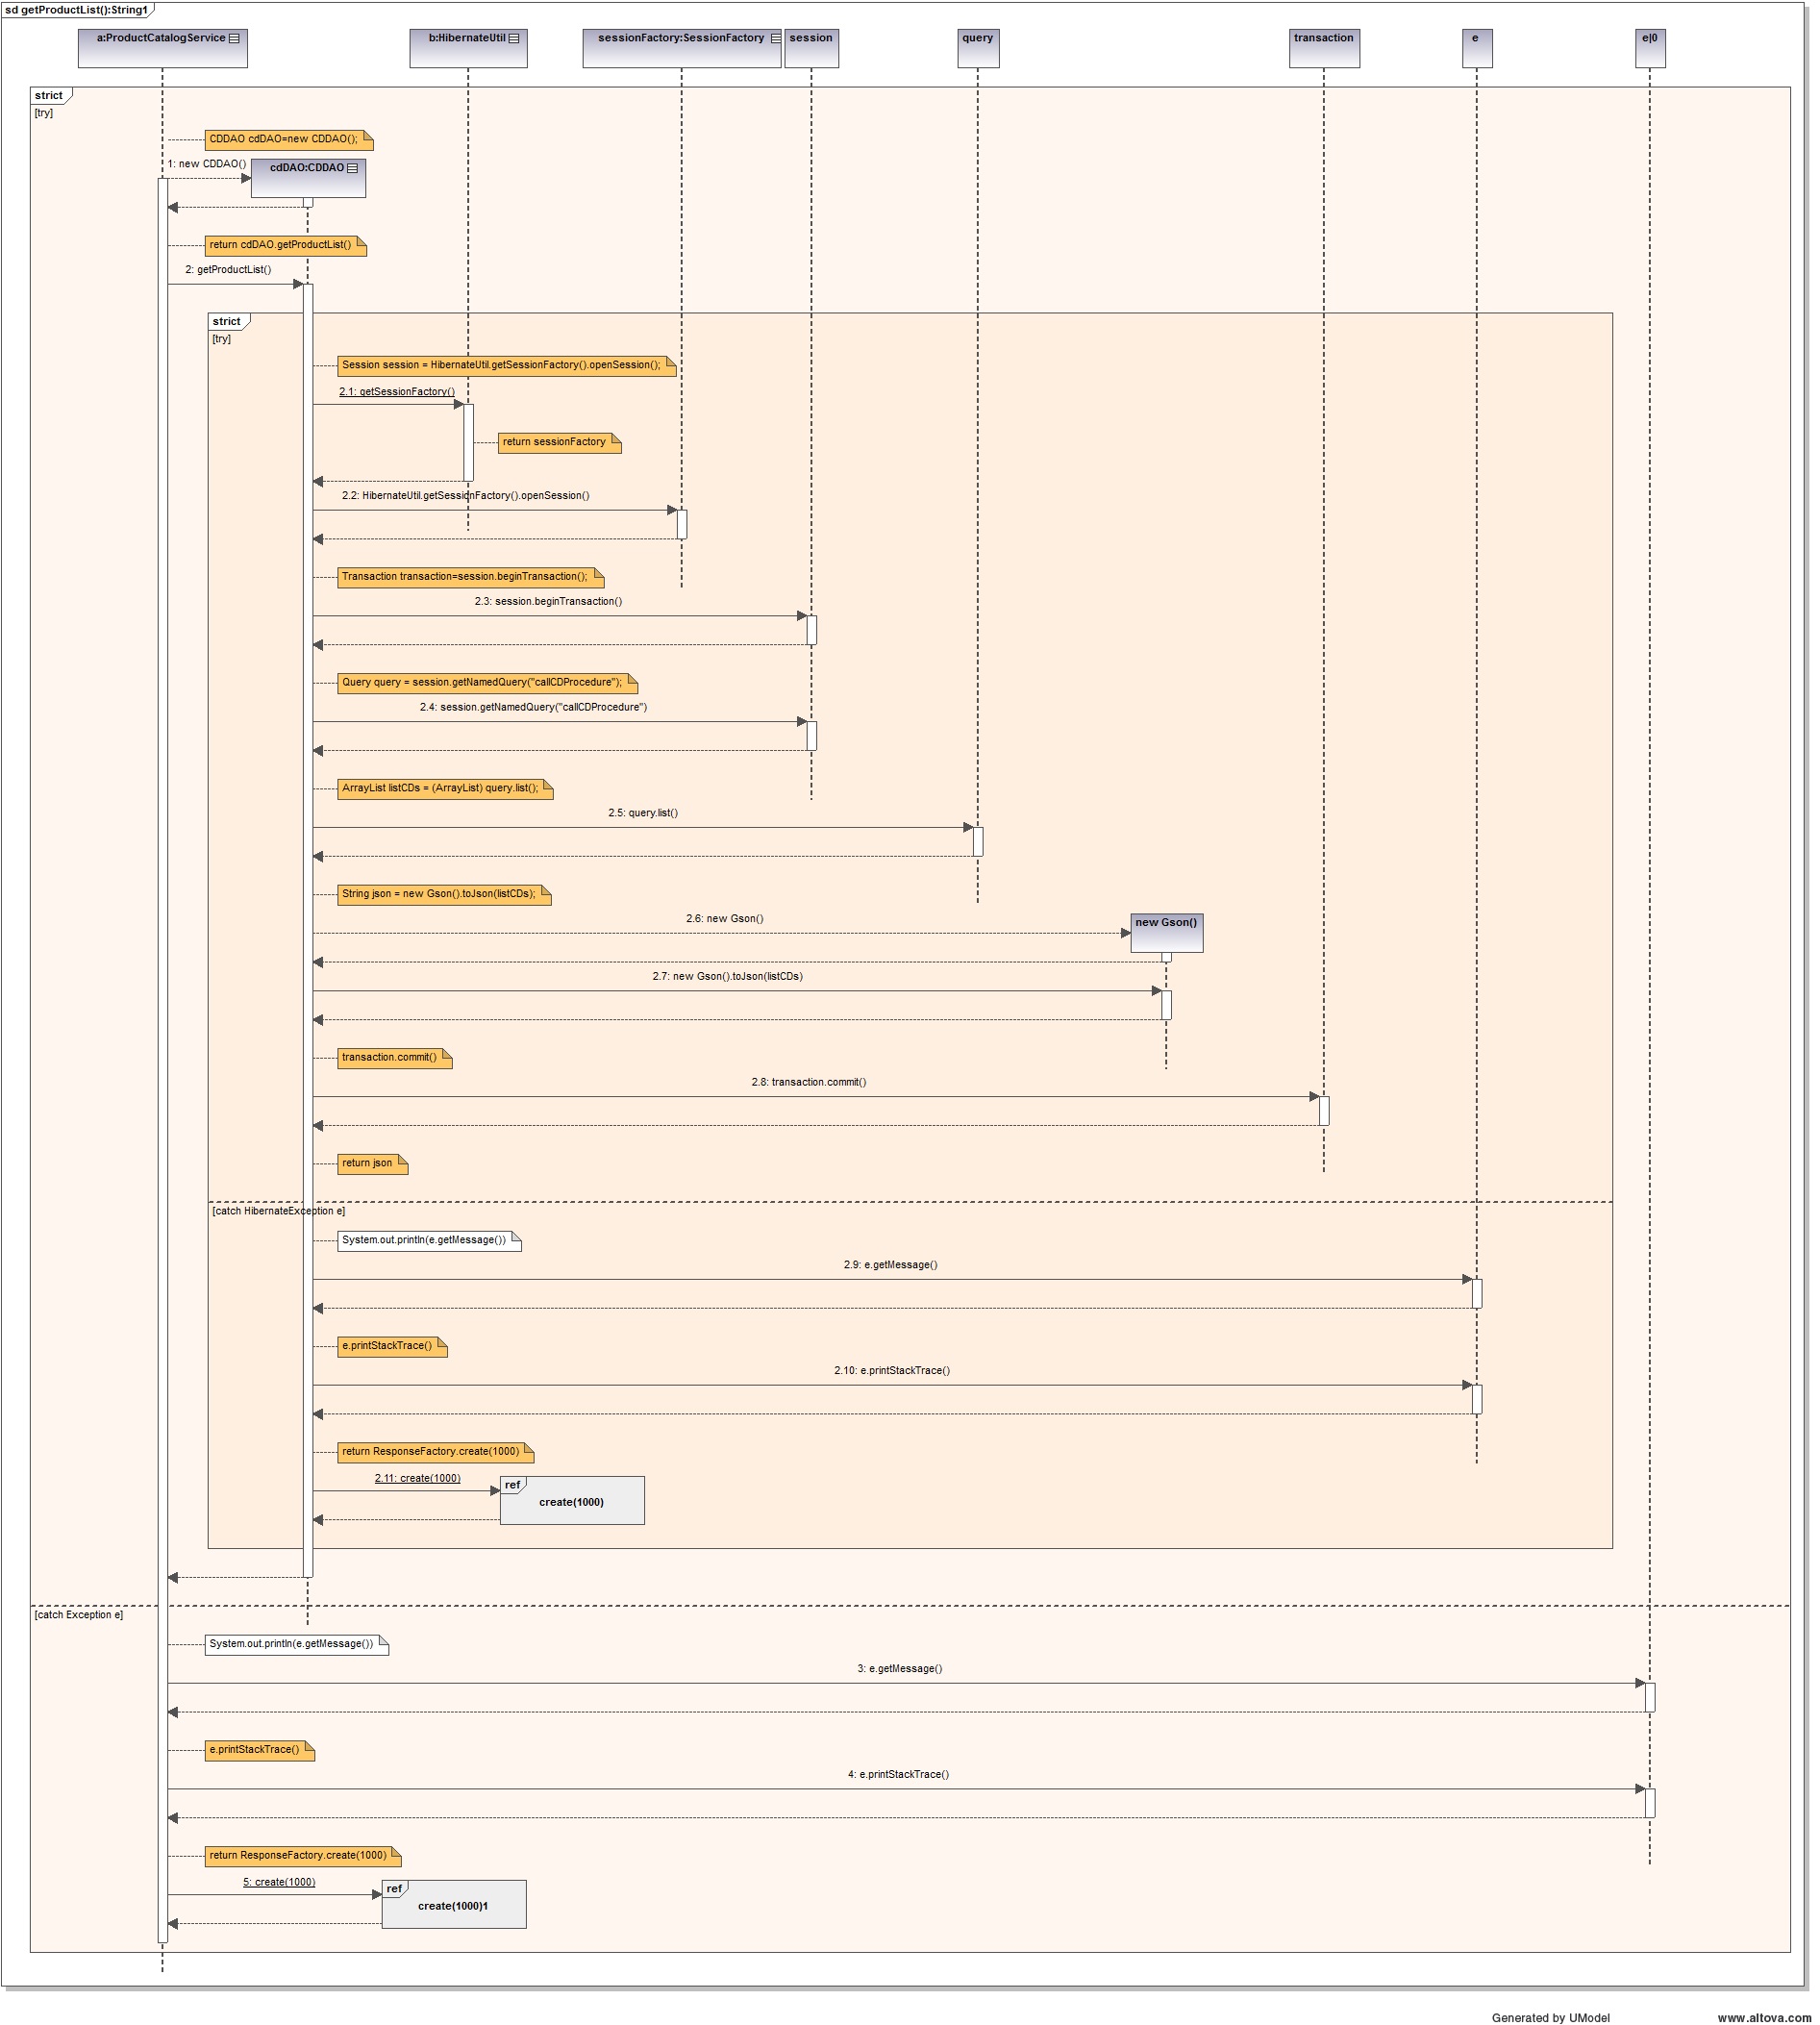 sd getProductList():String1
a:ProductCatalogService
b:HibernateUtil
sessionFactory:SessionFactory
session
query
transaction
e
e|0
strict
[try]
CDDAO cdDAO=new CDDAO();
1: new CDDAO()
cdDAO:CDDAO
return cdDAO.getProductList()
2: getProductList()
strict
[try]
Session session = HibernateUtil.getSessionFactory().openSession();
2.1: getSessionFactory()
return sessionFactory
2.2: HibernateUtil.getSessionFactory().openSession()
Transaction transaction=session.beginTransaction();
2.3: session.beginTransaction()
Query query = session.getNamedQuery("callCDProcedure");
2.4: session.getNamedQuery("callCDProcedure")
ArrayList listCDs = (ArrayList) query.list();
2.5: query.list()
String json = new Gson().toJson(listCDs);
2.6: new Gson()
new Gson()
2.7: new Gson().toJson(listCDs)
transaction.commit()
2.8: transaction.commit()
return json
[catch HibernateException e]
System.out.println(e.getMessage())
2.9: e.getMessage()
e.printStackTrace()
2.10: e.printStackTrace()
return ResponseFactory.create(1000)
2.11: create(1000)
ref
create(1000)
[catch Exception e]
System.out.println(e.getMessage())
3: e.getMessage()
e.printStackTrace()
4: e.printStackTrace()
return ResponseFactory.create(1000)
5: create(1000)
ref
create(1000)1
Generated by UModel
www.altova.com